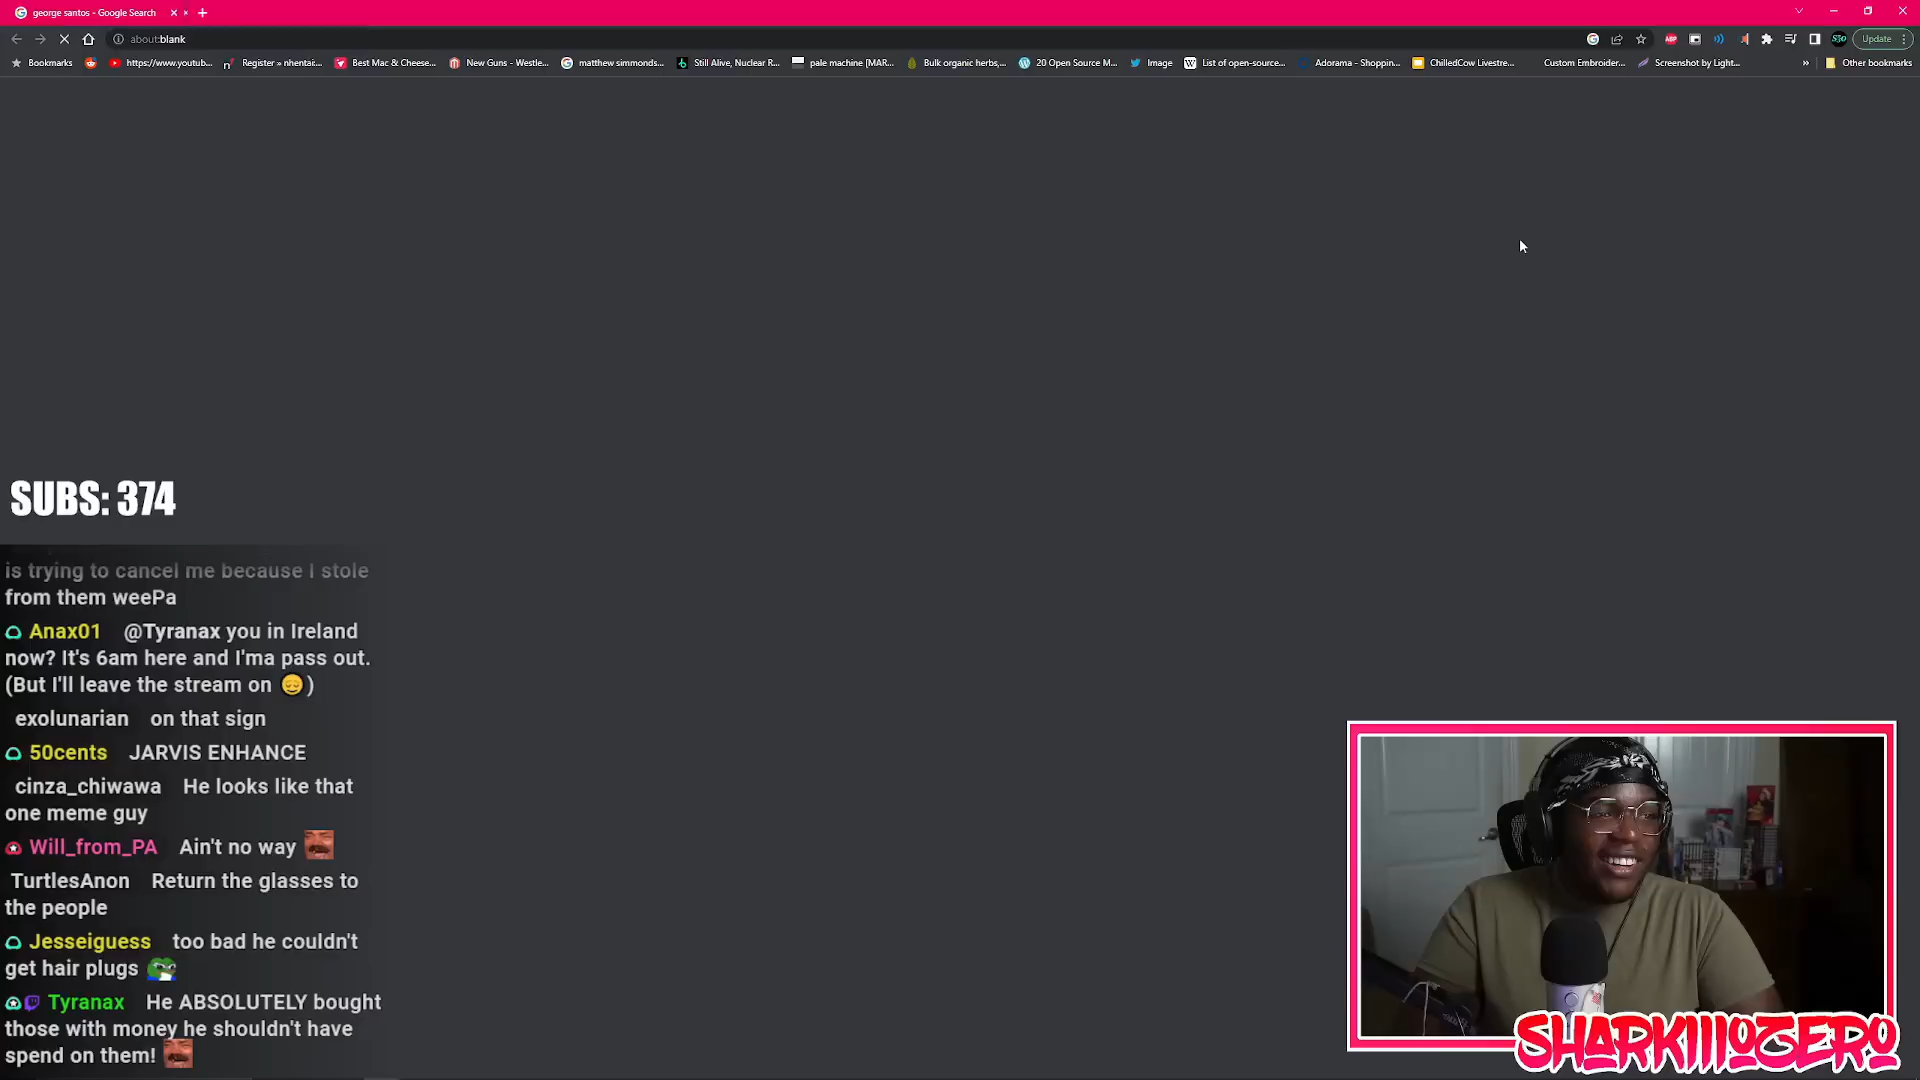 george santos - Google Search
about:blank
ABP
S3O
Update
Bookmarks
https://www.youtub...
Register » nhentai...
Best Mac & Cheese...
New Guns - Westle...
matthew simmonds...
Still Alive, Nuclear R...
pale machine [MAR...
Bulk organic herbs,...
20 Open Source M...
Image
List of open-source...
Adorama - Shoppin...
ChilledCow Livestre...
Custom Embroider...
Screenshot by Light...
»
Other bookmarks
SUBS: 374
is trying to cancel me because I stole
from them weePa
Anax01 @Tyranax you in Ireland
now? It's 6am here and I'ma pass out.
(But I'll leave the stream on 😌)
exolunarian on that sign
50cents JARVIS ENHANCE
cinza_chiwawa He looks like that
one meme guy
Will_from_PA Ain't no way
TurtlesAnon Return the glasses to
the people
Jesseiguess too bad he couldn't
get hair plugs
Tyranax He ABSOLUTELY bought
those with money he shouldn't have
spend on them!
SHARKIIIOZERO